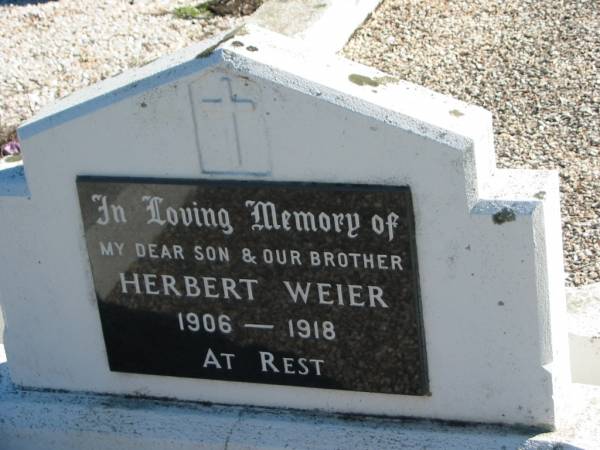 In Loving Memory of
MY DEAR SON & OUR BROTHER
HERBERT WEIER
1906 — 1918
AT REST